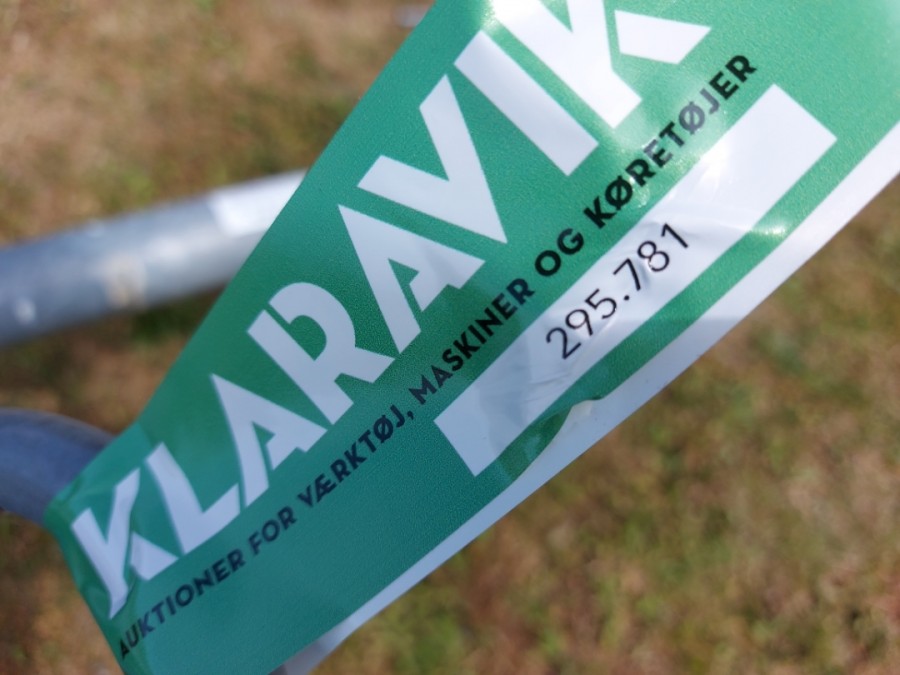 KLARAVIK
AUKTIONER FOR VÆRKTØJ, MASKINER OG KØRETØJER
295.781